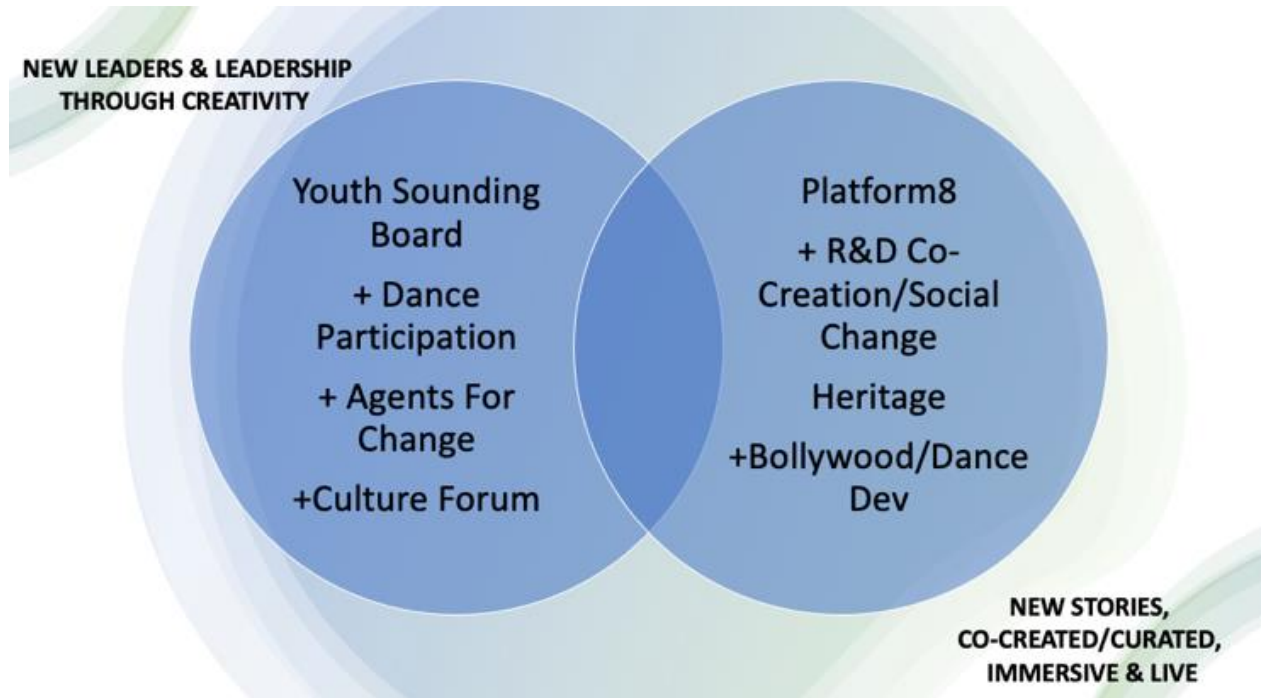 NEW LEADERS & LEADERSHIP
THROUGH CREATIVITY
Youth Sounding
Board
+ Dance
Participation
+ Agents For
Change
+Culture Forum
Platform8
+ R&D Co-
Creation/Social
Change
Heritage
+Bollywood/Dance
Dev
NEW STORIES,
CO-CREATED/CURATED,
IMMERSIVE & LIVE